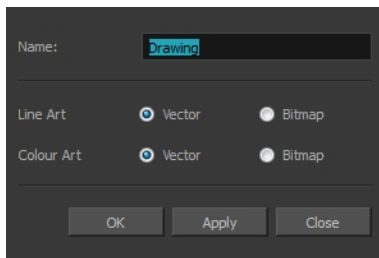 Name: Drawing
Line Art Vector Bitmap
Colour Art Vector Bitmap
OK Apply Close